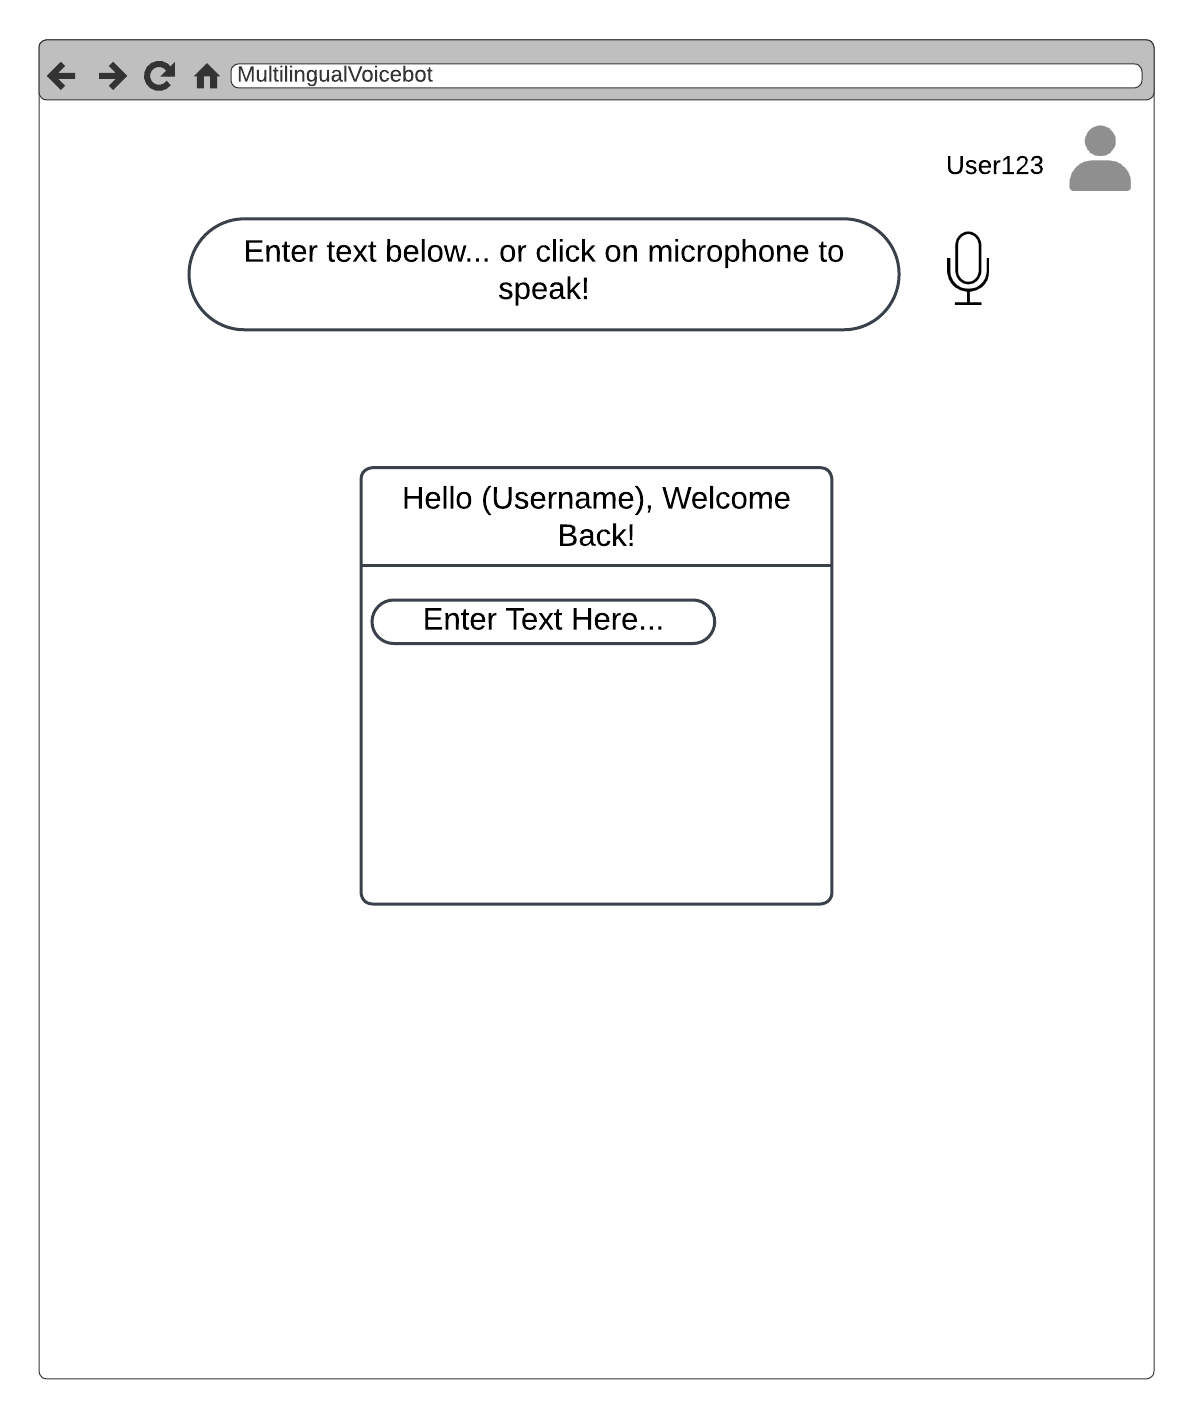 MultilingualVoicebot
User123
Enter text below... or click on microphone to
speak!
Hello (Username), Welcome
Back!
Enter Text Here...